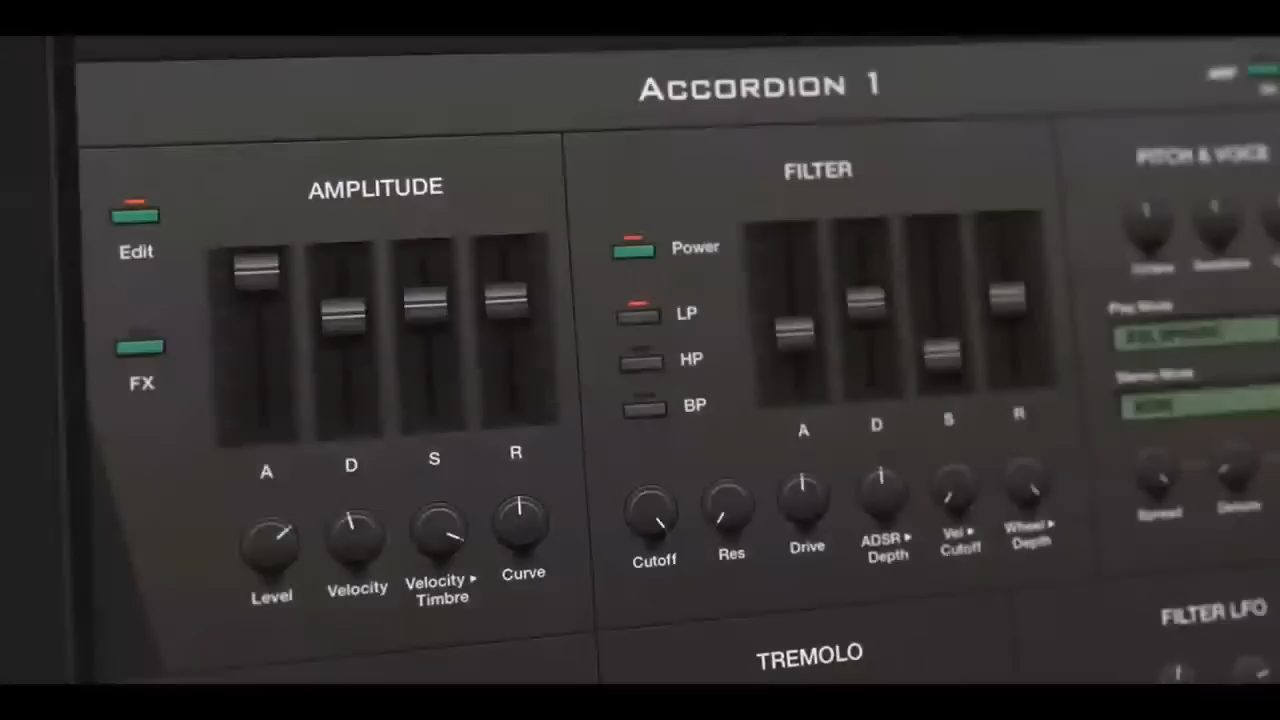 ACCORDION 1
AMPLITUDE
FILTER
PITCH & VOICE
Edit
FX
Power
LP
HP
BP
A
D
S
R
A
D
S
R
Level
Velocity
Velocity ▸
Timbre
Curve
Cutoff
Res
Drive
ADSR ▸
Depth
Vel ▸
Cutoff
Wheel ▸
Depth
Spread
TREMOLO
FILTER LFO